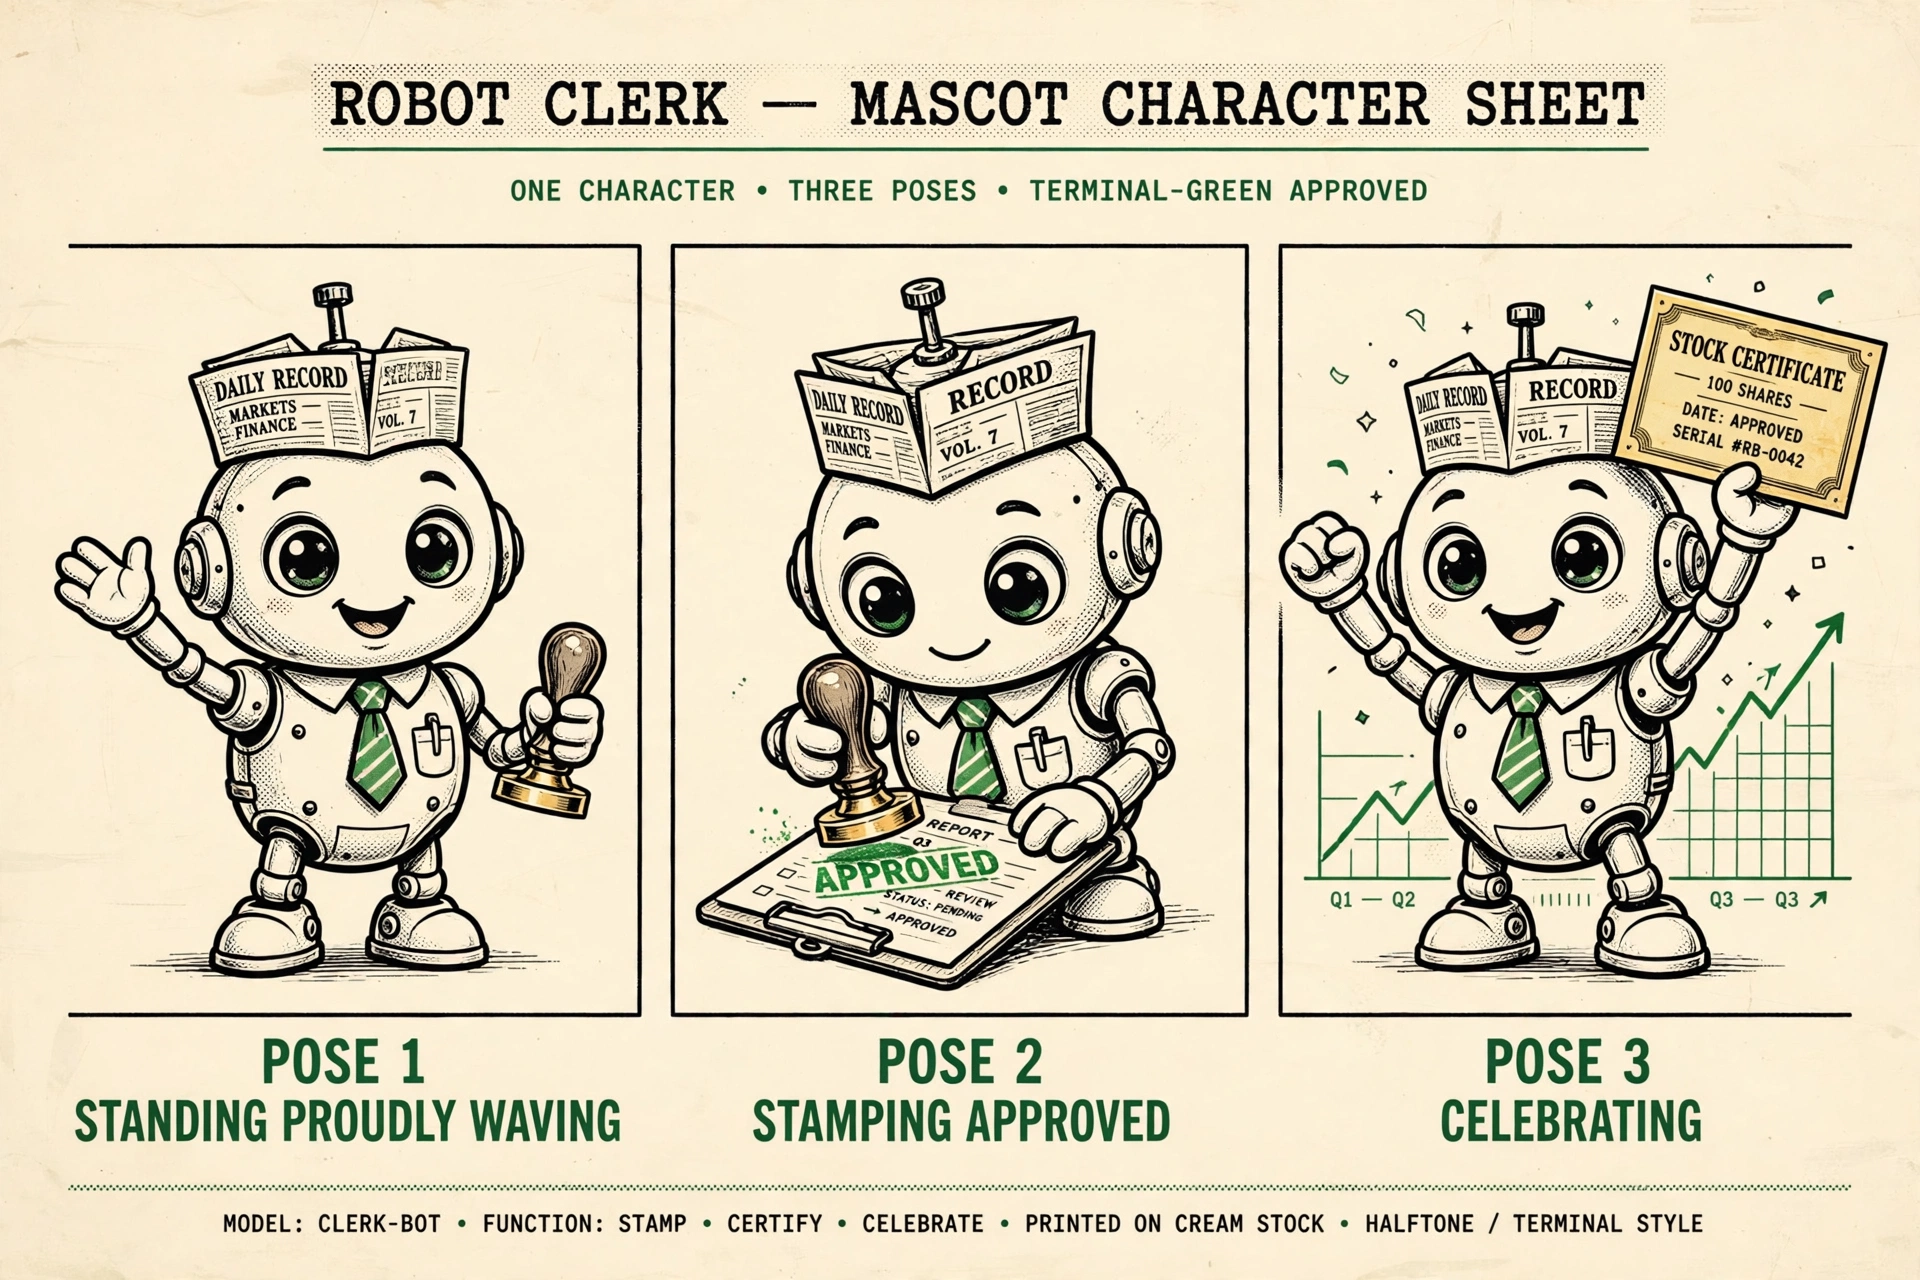 ROBOT CLERK — MASCOT CHARACTER SHEET
ONE CHARACTER • THREE POSES • TERMINAL-GREEN APPROVED
DAILY RECORD
MARKETS
FINANCE
RECORD
VOL. 7
DAILY RECORD
MARKETS
FINANCE
RECORD
VOL. 7
REPORT
Q3
APPROVED
REVIEW
STATUS: PENDING
→ APPROVED
DAILY RECORD
MARKETS
FINANCE
RECORD
VOL. 7
STOCK CERTIFICATE
— 100 SHARES —
DATE: APPROVED
SERIAL #RB-0042
Q1 — Q2
Q3 — Q3 ↗
POSE 1
STANDING PROUDLY WAVING
POSE 2
STAMPING APPROVED
POSE 3
CELEBRATING
MODEL: CLERK-BOT • FUNCTION: STAMP • CERTIFY • CELEBRATE • PRINTED ON CREAM STOCK • HALFTONE / TERMINAL STYLE